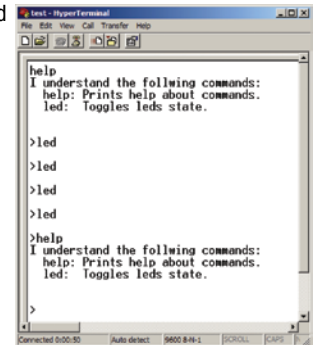 d
test - HyperTerminal
File Edit View Call Transfer Help
help
I understand the follwing commands:
help: Prints help about commands.
led: Toggles leds state.
>led
>led
>led
>led
>help
I understand the follwing commands:
help: Prints help about commands.
led: Toggles leds state.
>
Connected 0:00:50 Auto detect 9600 8-N-1 SCROLL CAPS